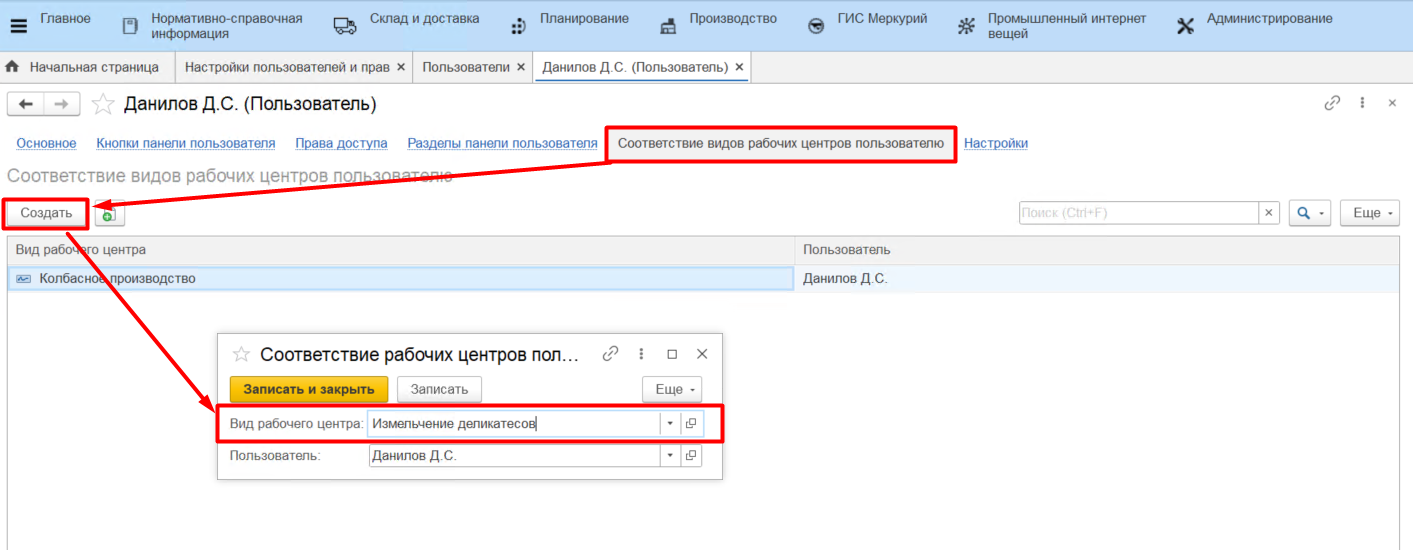 Главное
Нормативно-справочная
информация
Склад и доставка
Планирование
Производство
ГИС Меркурий
Промышленный интернет
вещей
Администрирование
Начальная страница
Настройки пользователей и прав
Пользователи
Данилов Д.С. (Пользователь)
Данилов Д.С. (Пользователь)
Основное
Кнопки панели пользователя
Права доступа
Разделы панели пользователя
Соответствие видов рабочих центров пользователю
Настройки
Соответствие видов рабочих центров пользователю
Создать
Поиск (Ctrl+F)
Еще
Вид рабочего центра
Пользователь
Колбасное производство
Данилов Д.С.
Соответствие рабочих центров пол...
Записать и закрыть
Записать
Еще
Вид рабочего центра: Измельчение деликатесов
Пользователь: Данилов Д.С.